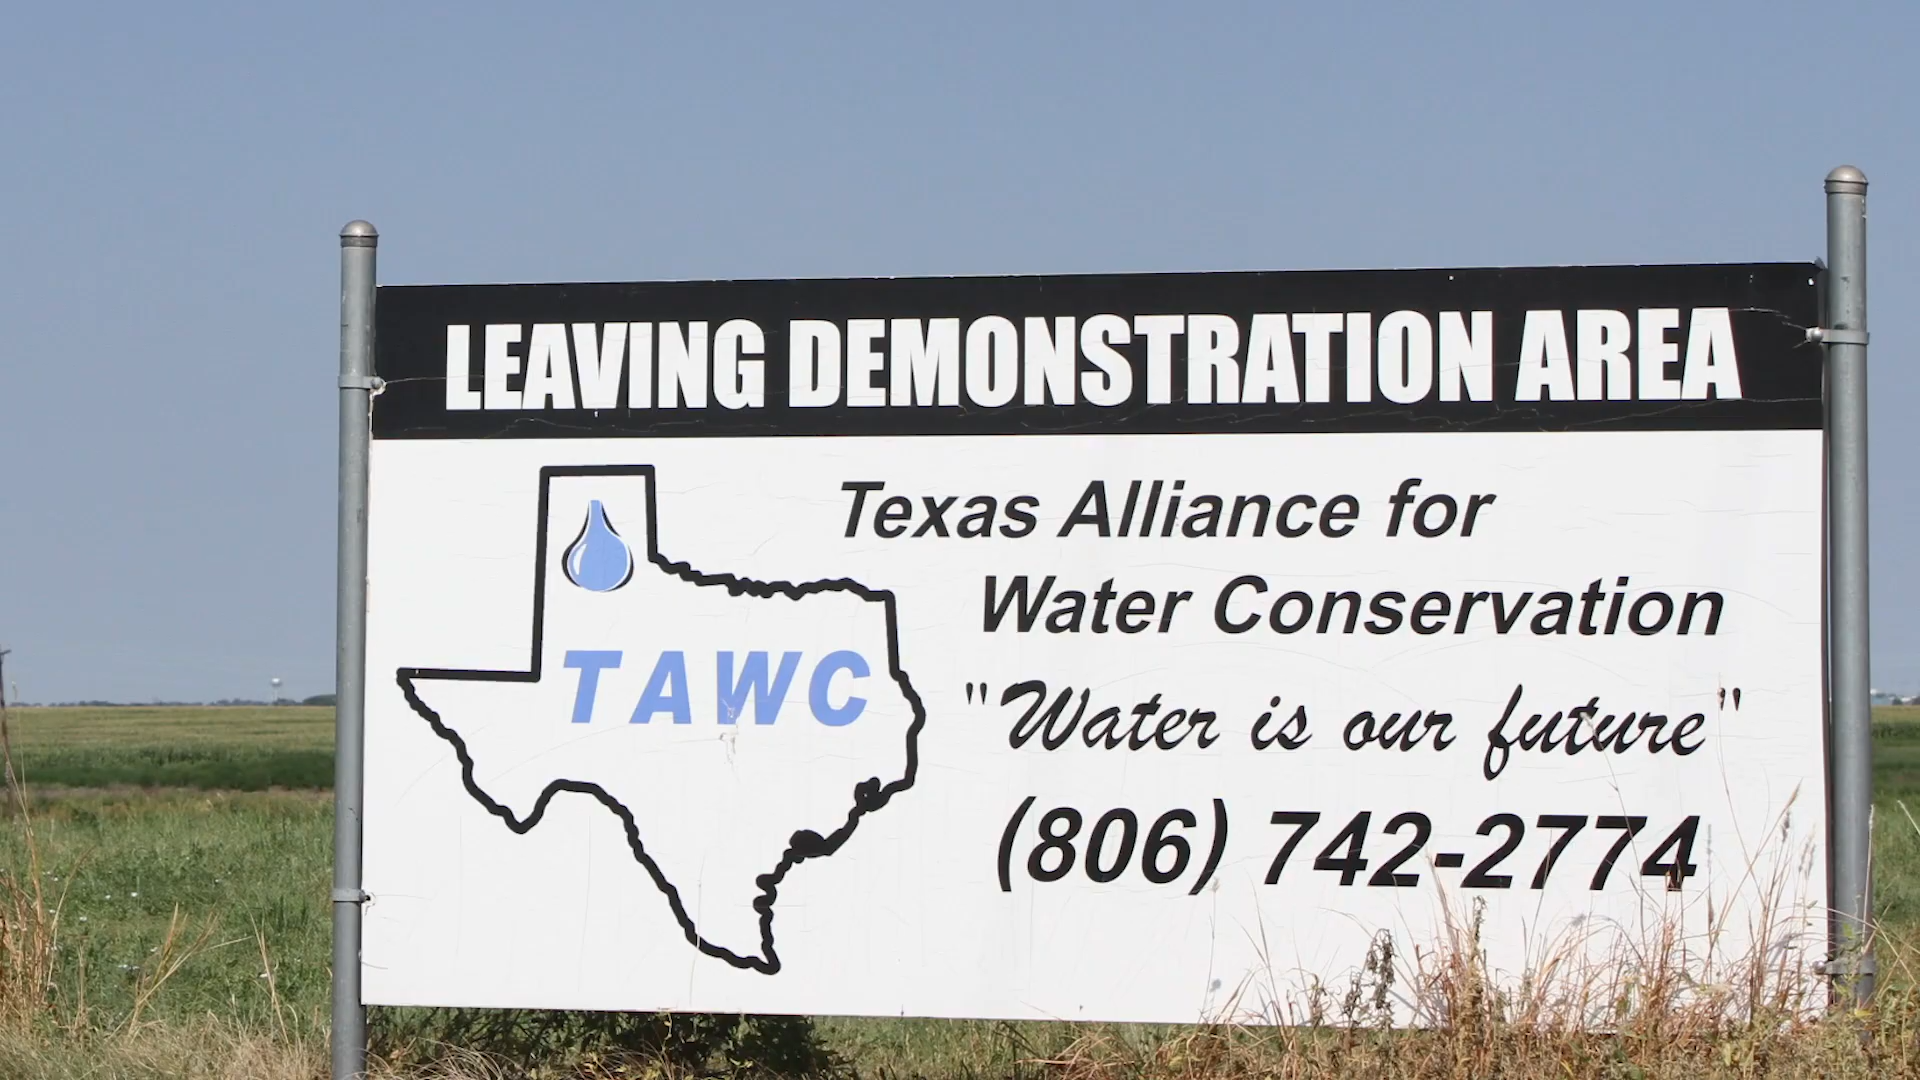 LEAVING DEMONSTRATION AREA
TAWC
Texas Alliance for
Water Conservation
"Water is our future"
(806) 742-2774